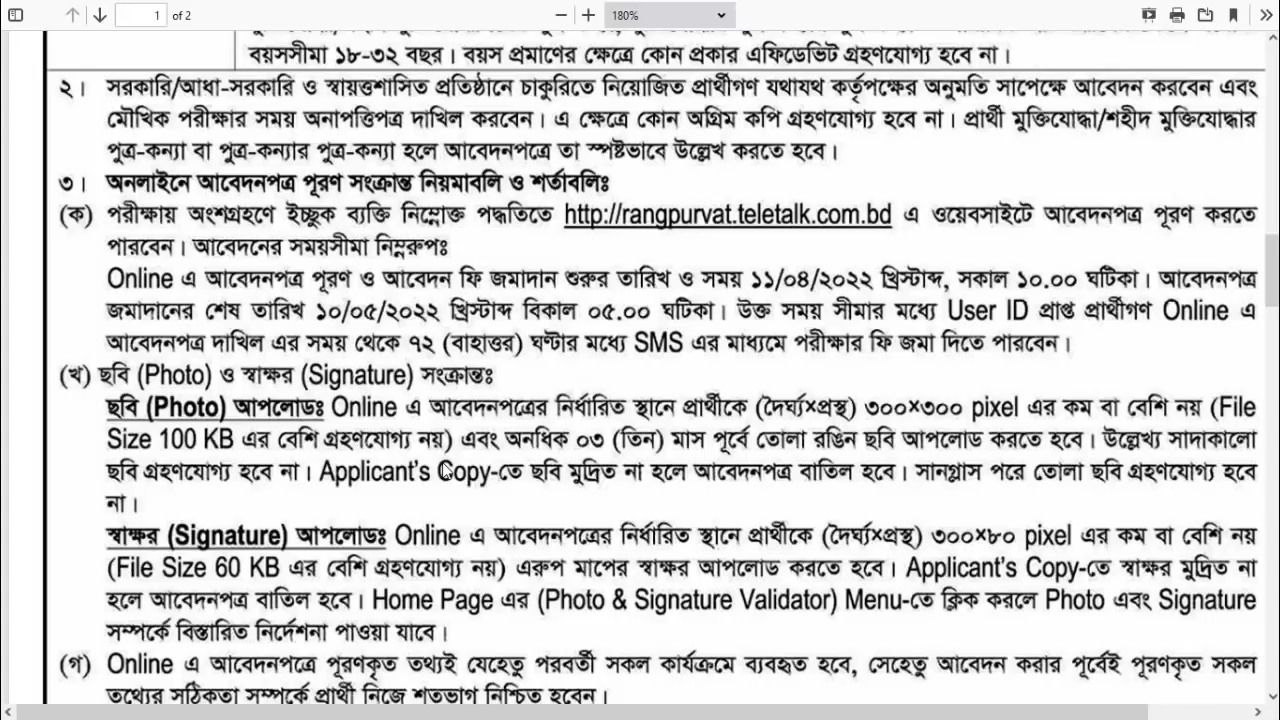 1 of 2 180%
বয়সসীমা ১৮-৩২ বছর। বয়স প্রমাণের ক্ষেত্রে কোন প্রকার এফিডেভিট গ্রহণযোগ্য হবে না।
২। সরকারি/আধা-সরকারি ও স্বায়ত্তশাসিত প্রতিষ্ঠানে চাকুরিতে নিয়োজিত প্রার্থীগণ যথাযথ কর্তৃপক্ষের অনুমতি সাপেক্ষে আবেদন করবেন এবং
মৌখিক পরীক্ষার সময় অনাপত্তিপত্র দাখিল করবেন। এ ক্ষেত্রে কোন অগ্রিম কপি গ্রহণযোগ্য হবে না। প্রার্থী মুক্তিযোদ্ধা/শহীদ মুক্তিযোদ্ধার
পুত্র-কন্যা বা পুত্র-কন্যার পুত্র-কন্যা হলে আবেদনপত্রে তা স্পষ্টভাবে উল্লেখ করতে হবে।
৩। অনলাইনে আবেদনপত্র পূরণ সংক্রান্ত নিয়মাবলি ও শর্তাবলিঃ
(ক) পরীক্ষায় অংশগ্রহণে ইচ্ছুক ব্যক্তি নিম্নোক্ত পদ্ধতিতে http://rangpurvat.teletalk.com.bd এ ওয়েবসাইটে আবেদনপত্র পূরণ করতে
পারবেন। আবেদনের সময়সীমা নিম্নরুপঃ
Online এ আবেদনপত্র পূরণ ও আবেদন ফি জমাদান শুরুর তারিখ ও সময় ১১/০৪/২০২২ খ্রিস্টাব্দ, সকাল ১০.০০ ঘটিকা। আবেদনপত্র
জমাদানের শেষ তারিখ ১০/০৫/২০২২ খ্রিস্টাব্দ বিকাল ০৫.০০ ঘটিকা। উক্ত সময় সীমার মধ্যে User ID প্রাপ্ত প্রার্থীগণ Online এ
আবেদনপত্র দাখিল এর সময় থেকে ৭২ (বাহাত্তর) ঘণ্টার মধ্যে SMS এর মাধ্যমে পরীক্ষার ফি জমা দিতে পারবেন।
(খ) ছবি (Photo) ও স্বাক্ষর (Signature) সংক্রান্তঃ
ছবি (Photo) আপলোডঃ Online এ আবেদনপত্রের নির্ধারিত স্থানে প্রার্থীকে (দৈর্ঘ্য×প্রস্থ) ৩০০×৩০০ pixel এর কম বা বেশি নয় (File
Size 100 KB এর বেশি গ্রহণযোগ্য নয়) এবং অনধিক ০৩ (তিন) মাস পূর্বে তোলা রঙিন ছবি আপলোড করতে হবে। উল্লেখ্য সাদাকালো
ছবি গ্রহণযোগ্য হবে না। Applicant's Copy-তে ছবি মুদ্রিত না হলে আবেদনপত্র বাতিল হবে। সানগ্লাস পরে তোলা ছবি গ্রহণযোগ্য হবে
না।
স্বাক্ষর (Signature) আপলোডঃ Online এ আবেদনপত্রের নির্ধারিত স্থানে প্রার্থীকে (দৈর্ঘ্য×প্রস্থ) ৩০০×৮০ pixel এর কম বা বেশি নয়
(File Size 60 KB এর বেশি গ্রহণযোগ্য নয়) এরুপ মাপের স্বাক্ষর আপলোড করতে হবে। Applicant's Copy-তে স্বাক্ষর মুদ্রিত না
হলে আবেদনপত্র বাতিল হবে। Home Page এর (Photo & Signature Validator) Menu-তে ক্লিক করলে Photo এবং Signature
সম্পর্কে বিস্তারিত নির্দেশনা পাওয়া যাবে।
(গ) Online এ আবেদনপত্রে পূরণকৃত তথ্যই যেহেতু পরবর্তী সকল কার্যক্রমে ব্যবহৃত হবে, সেহেতু আবেদন করার পূর্বেই পূরণকৃত সকল
তথ্যের সঠিকতা সম্পর্কে প্রার্থী নিজে শতভাগ নিশ্চিত হবেন।